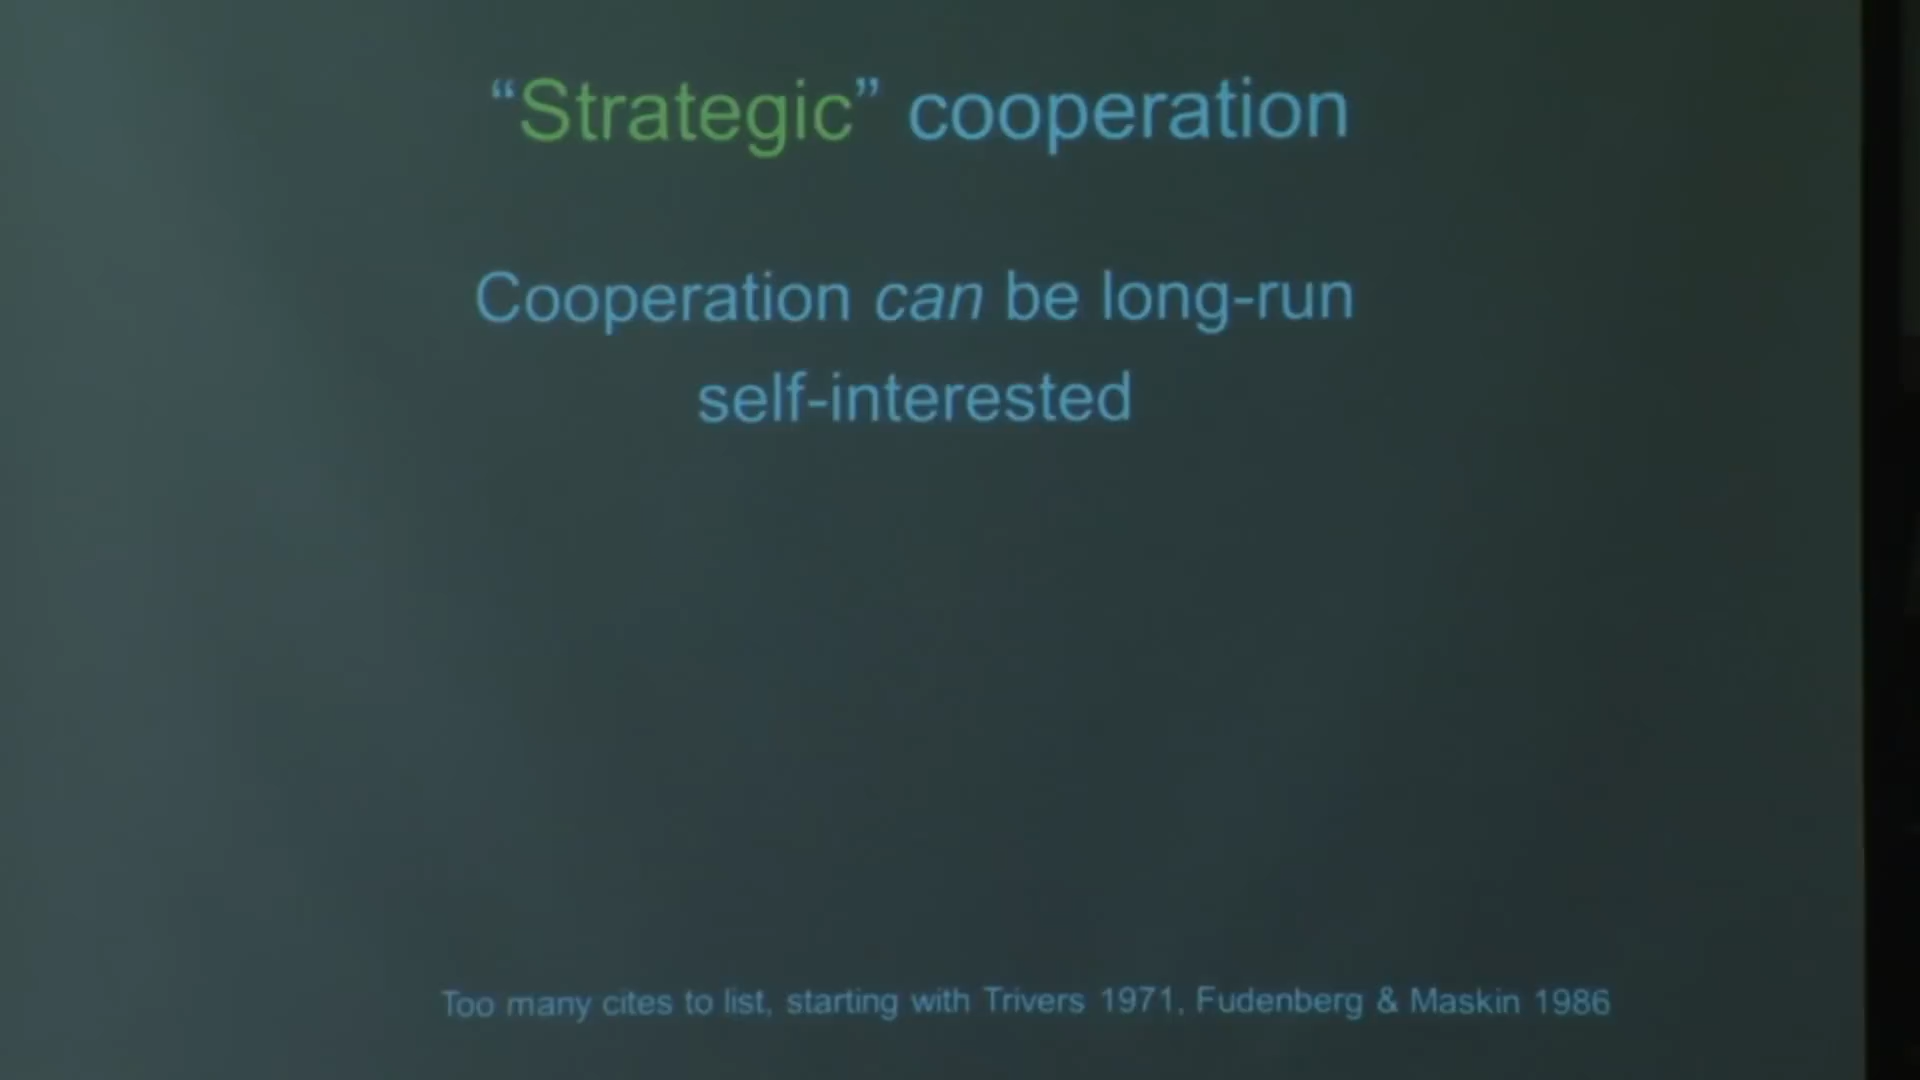 “Strategic” cooperation
Cooperation can be long-run
self-interested
Too many cites to list, starting with Trivers 1971, Fudenberg & Maskin 1986